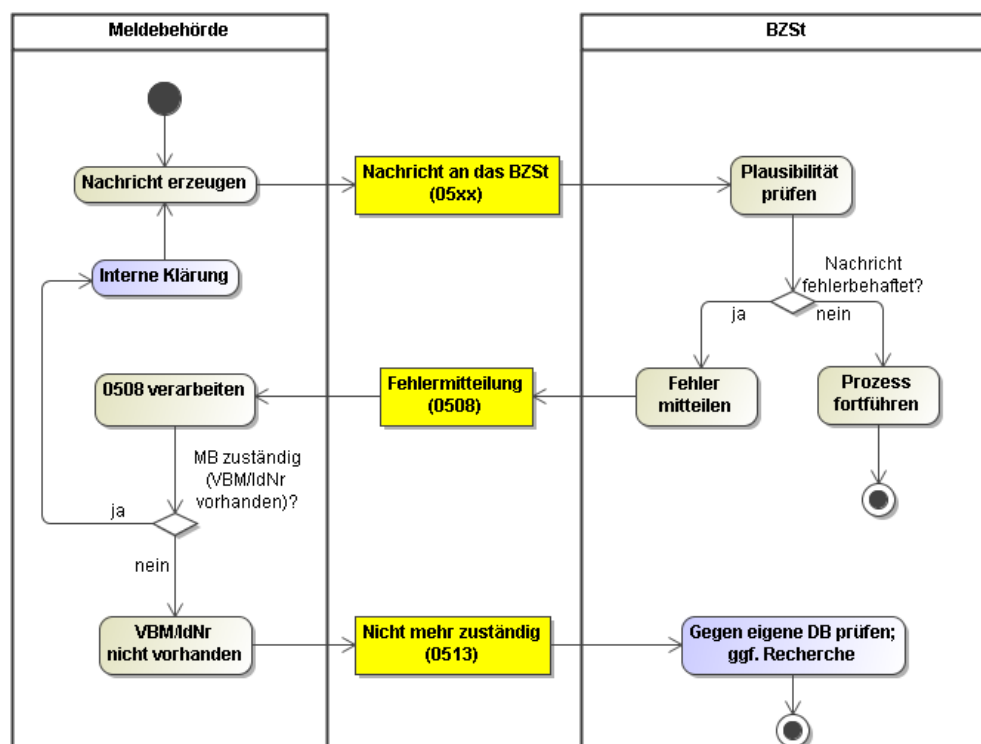 Meldebehörde
BZSt
Nachricht erzeugen
Nachricht an das BZSt
(05xx)
Plausibilität
prüfen
Interne Klärung
Nachricht
fehlerbehaftet?
ja
nein
0508 verarbeiten
Fehlermitteilung
(0508)
Fehler
mitteilen
Prozess
fortführen
MB zuständig
(VBM/IdNr
vorhanden)?
ja
nein
VBM/IdNr
nicht vorhanden
Nicht mehr zuständig
(0513)
Gegen eigene DB prüfen;
ggf. Recherche